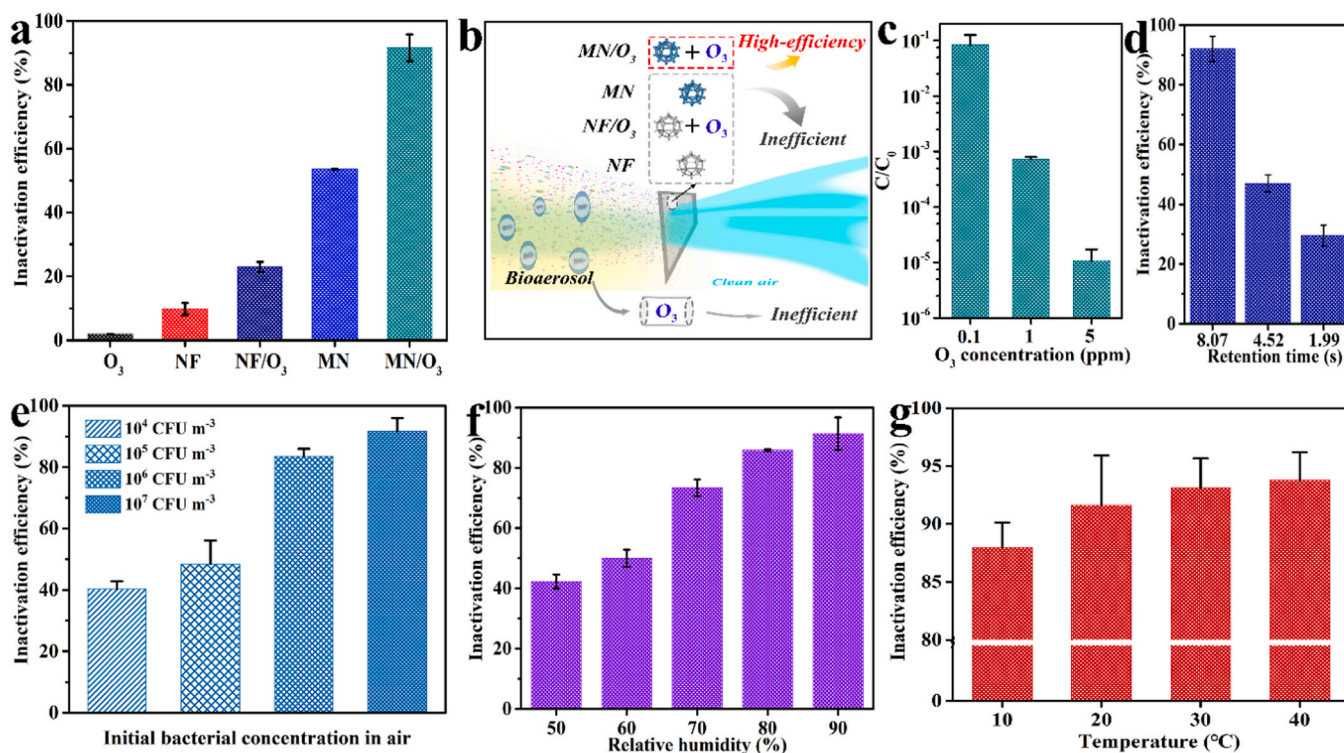 a
Inactivation efficiency (%)
100
80
60
40
20
0
O₃
NF
NF/O₃
MN
MN/O₃
b
MN/O₃
+ O₃
High-efficiency
MN
NF/O₃
+ O₃
Inefficient
NF
Bioaerosol
Clean air
O₃
Inefficient
c
C/C₀
10⁻¹
10⁻²
10⁻³
10⁻⁴
10⁻⁵
10⁻⁶
0.1
1
5
O₃ concentration (ppm)
d
Inactivation efficiency (%)
100
80
60
40
20
0
8.07
4.52
1.99
Retention time (s)
e
Inactivation efficiency (%)
100
80
60
40
20
0
10⁴ CFU m⁻³
10⁵ CFU m⁻³
10⁶ CFU m⁻³
10⁷ CFU m⁻³
Initial bacterial concentration in air
f
Inactivation efficiency (%)
100
80
60
40
20
0
50
60
70
80
90
Relative humidity (%)
g
Inactivation efficiency (%)
100
95
90
85
80
0
10
20
30
40
Temperature (°C)